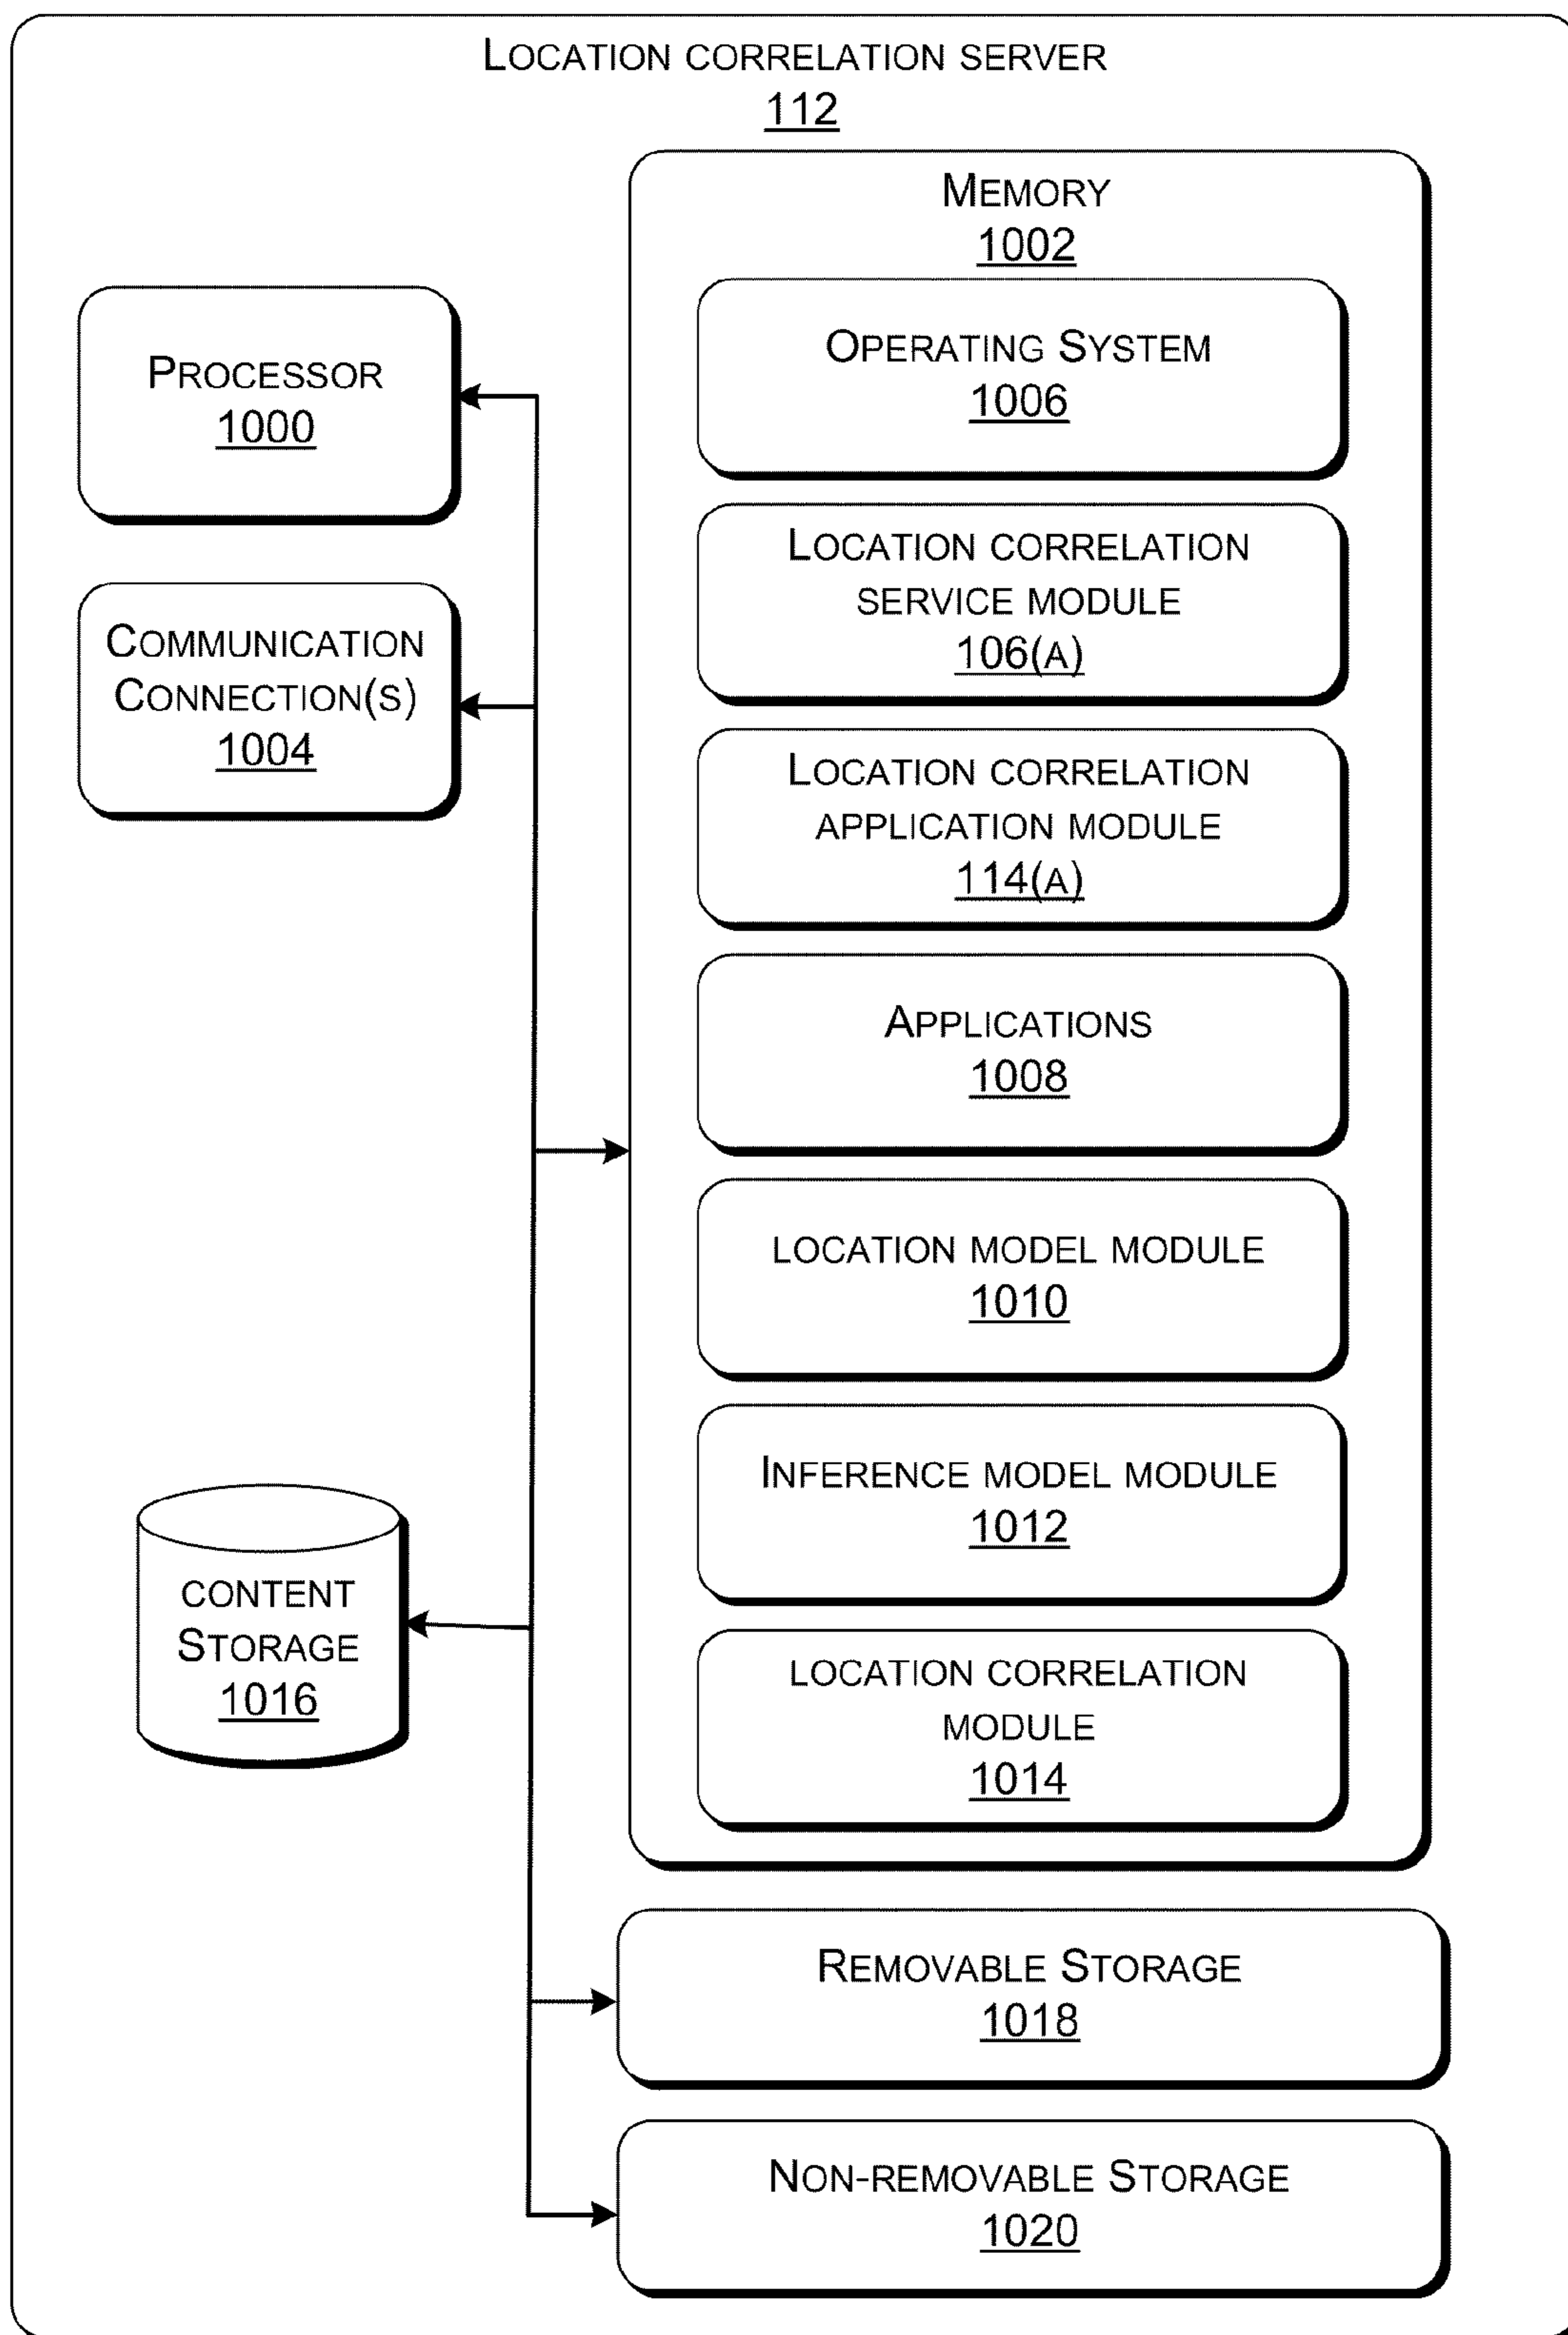 LOCATION CORRELATION SERVER
112
MEMORY
1002
OPERATING SYSTEM
1006
PROCESSOR
1000
LOCATION CORRELATION
SERVICE MODULE
106(A)
COMMUNICATION
CONNECTION(S)
1004
LOCATION CORRELATION
APPLICATION MODULE
114(A)
APPLICATIONS
1008
LOCATION MODEL MODULE
1010
INFERENCE MODEL MODULE
1012
CONTENT
STORAGE
1016
LOCATION CORRELATION
MODULE
1014
REMOVABLE STORAGE
1018
NON-REMOVABLE STORAGE
1020